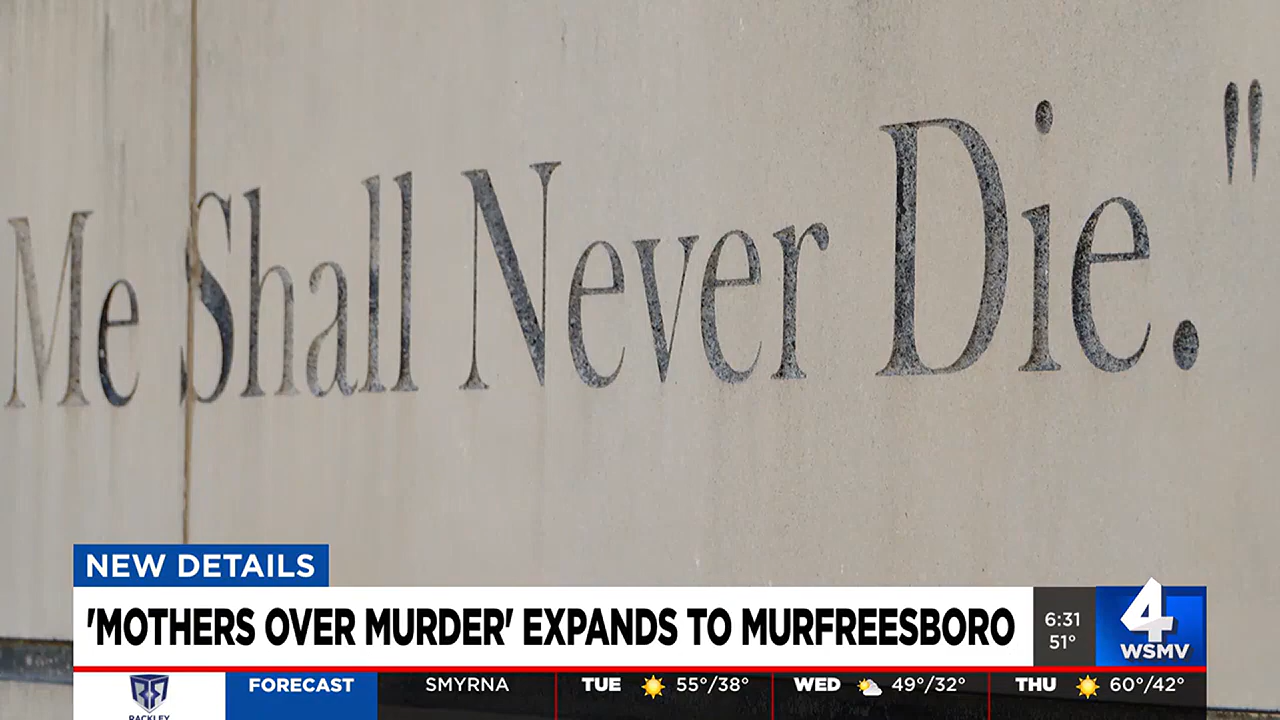 Me Shall Never Die."
NEW DETAILS
'MOTHERS OVER MURDER' EXPANDS TO MURFREESBORO
6:31
51°
4
WSMV
RACKLEY
FORECAST
SMYRNA
TUE 55°/38°
WED 49°/32°
THU 60°/42°